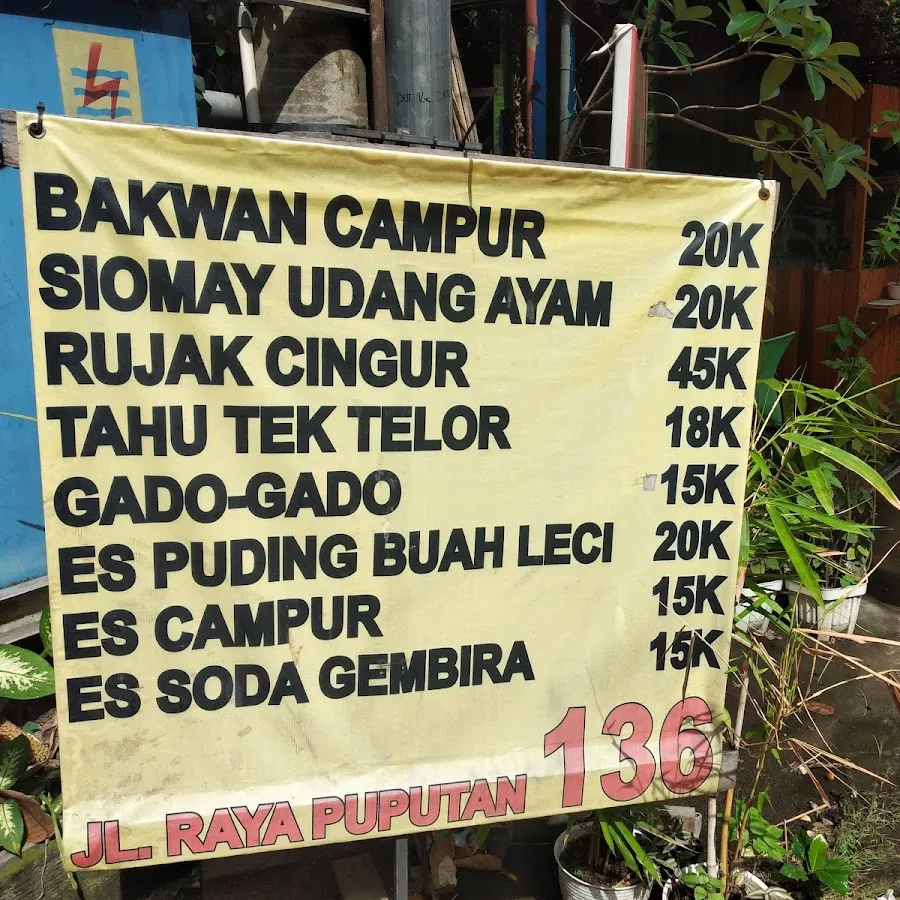 BAKWAN CAMPUR 20K
SIOMAY UDANG AYAM 20K
RUJAK CINGUR 45K
TAHU TEK TELOR 18K
GADO-GADO 15K
ES PUDING BUAH LECI 20K
ES CAMPUR 15K
ES SODA GEMBIRA 15K
JL. RAYA PUPUTAN 136